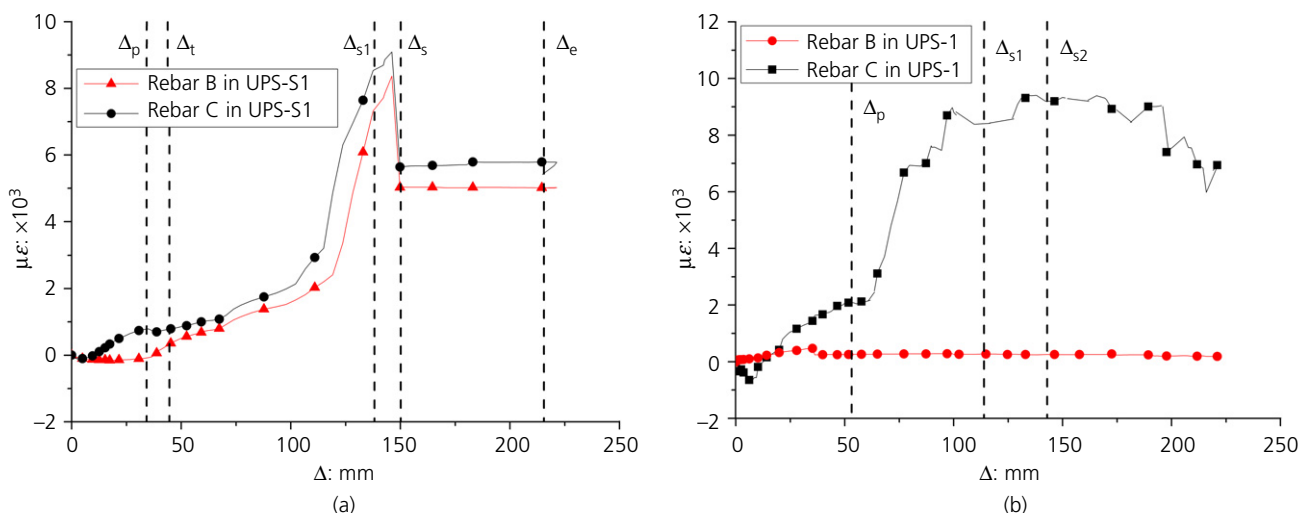 10
8
6
4
2
0
−2
με: ×10³
Δp
Δt
Δs1
Δs
Δe
Rebar B in UPS-S1
Rebar C in UPS-S1
0
50
100
150
200
250
Δ: mm
(a)
12
10
8
6
4
2
0
−2
με: ×10³
Rebar B in UPS-1
Rebar C in UPS-1
Δp
Δs1
Δs2
0
50
100
150
200
250
Δ: mm
(b)